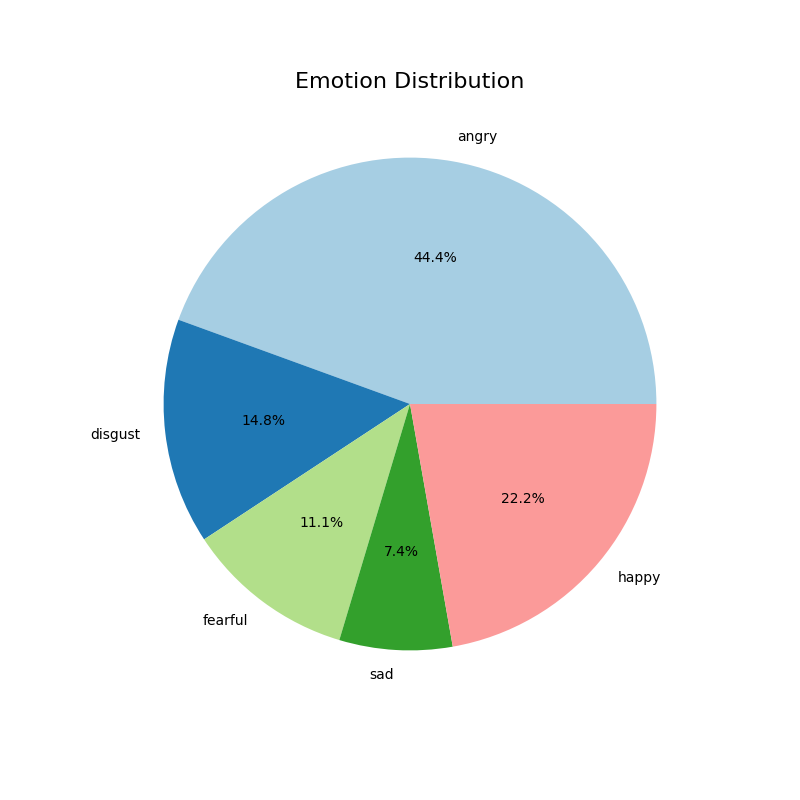 Emotion Distribution
angry
44.4%
disgust
14.8%
fearful
11.1%
sad
7.4%
happy
22.2%